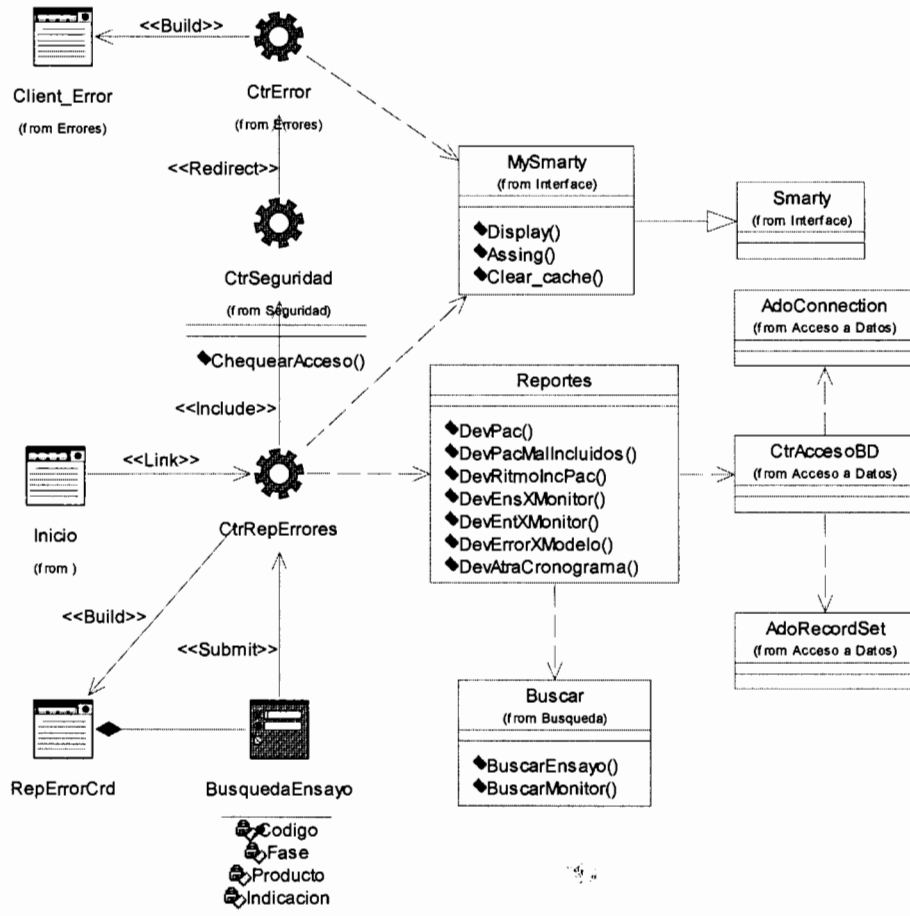 <<Build>>
Client_Error
(from Errores)
CtrError
(from Errores)
<<Redirect>>
CtrSeguridad
(from Seguridad)
ChequearAcceso()
<<Include>>
MySmarty
(from Interface)
Display()
Assing()
Clear_cache()
Smarty
(from Interface)
AdoConnection
(from Acceso a Datos)
Reportes
DevPac()
DevPacMalIncluidos()
DevRitmoIncPac()
DevEnsXMonitor()
DevEntXMonitor()
DevErrorXModelo()
DevAtraCronograma()
CtrAccesoBD
(from Acceso a Datos)
<<Link>>
Inicio
(from )
CtrRepErrores
<<Build>>
<<Submit>>
AdoRecordSet
(from Acceso a Datos)
Buscar
(from Busqueda)
BuscarEnsayo()
BuscarMonitor()
RepErrorCrd
BusquedaEnsayo
Codigo
Fase
Producto
Indicacion